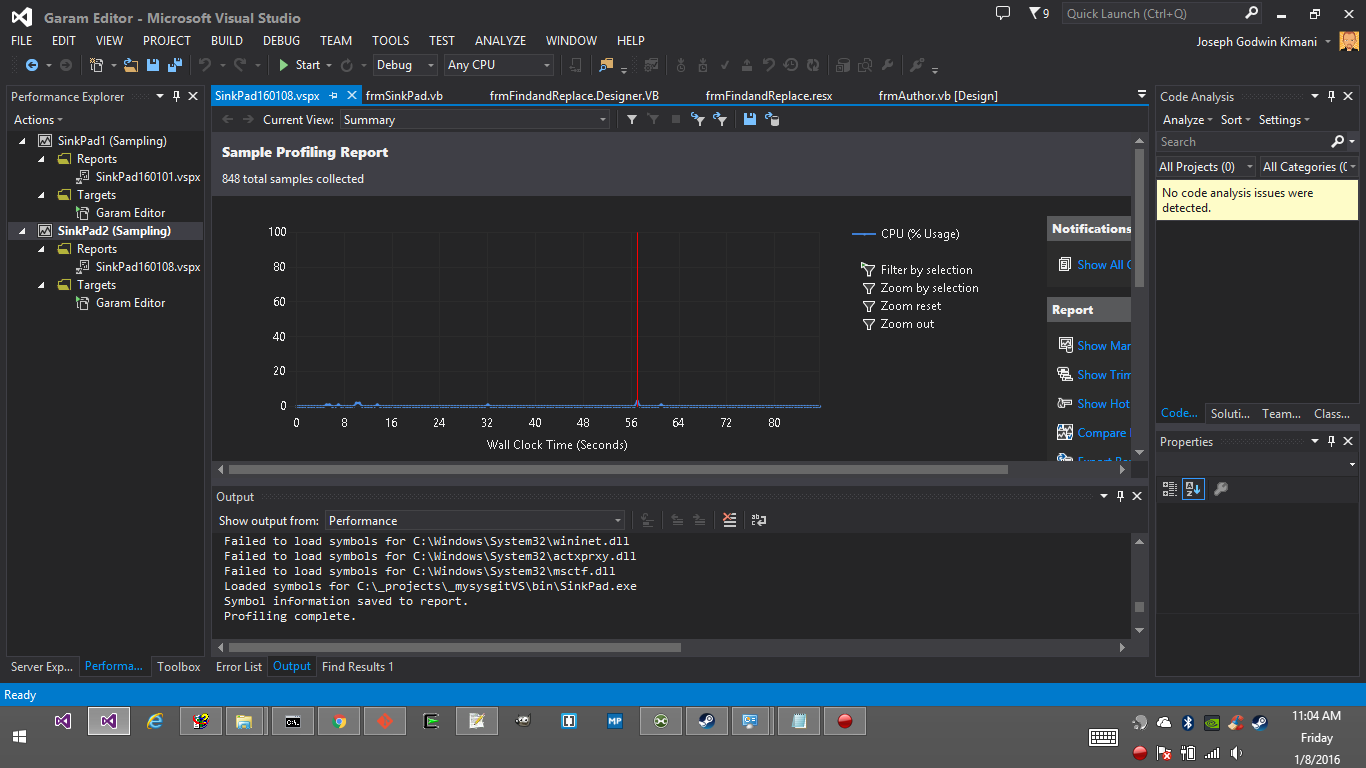 Garam Editor - Microsoft Visual Studio
9
Quick Launch (Ctrl+Q)
FILE EDIT VIEW PROJECT BUILD DEBUG TEAM TOOLS TEST ANALYZE WINDOW HELP
Joseph Godwin Kimani
Start Debug Any CPU
Performance Explorer
Actions
SinkPad1 (Sampling)
Reports
SinkPad160101.vspx
Targets
Garam Editor
SinkPad2 (Sampling)
Reports
SinkPad160108.vspx
Targets
Garam Editor
Server Exp... Performa... Toolbox
SinkPad160108.vspx frmSinkPad.vb frmFindandReplace.Designer.VB frmFindandReplace.resx frmAuthor.vb [Design]
Current View: Summary
Sample Profiling Report
848 total samples collected
100
80
60
40
20
0
0 8 16 24 32 40 48 56 64 72 80
Wall Clock Time (Seconds)
CPU (% Usage)
Filter by selection
Zoom by selection
Zoom reset
Zoom out
Notifications
Show All
Report
Show
Show Trim
Show Hot
Compare
Output
Show output from: Performance
Failed to load symbols for C:\Windows\System32\wininet.dll
Failed to load symbols for C:\Windows\System32\actxprxy.dll
Failed to load symbols for C:\Windows\System32\msctf.dll
Loaded symbols for C:\_projects\_mysysgitVS\bin\SinkPad.exe
Symbol information saved to report.
Profiling complete.
Error List Output Find Results 1
Code Analysis
Analyze Sort Settings
Search
All Projects (0) All Categories (
No code analysis issues were
detected.
Code... Soluti... Team... Class...
Properties
Ready
MP
11:04 AM
Friday
1/8/2016